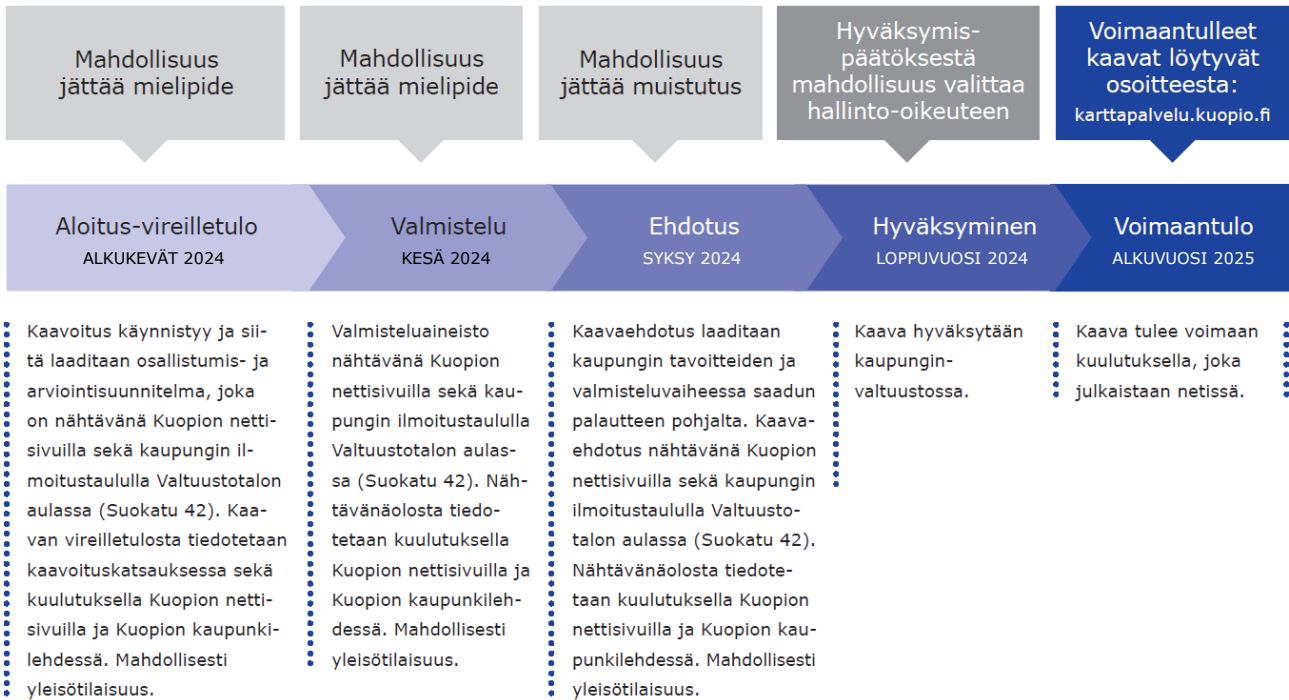 Mahdollisuus
jättää mielipide
Mahdollisuus
jättää mielipide
Mahdollisuus
jättää muistutus
Hyväksymis-
päätöksestä
mahdollisuus valittaa
hallinto-oikeuteen
Voimaantulleet
kaavat löytyvät
osoitteesta:
karttapalvelu.kuopio.fi
Aloitus-vireilletulo
ALKUKEVÄT 2024
Valmistelu
KESÄ 2024
Ehdotus
SYKSY 2024
Hyväksyminen
LOPPUVUOSI 2024
Voimaantulo
ALKUVUOSI 2025
Kaavoitus käynnistyy ja sii-
tä laaditaan osallistumis- ja
arviointisuunnitelma, joka
on nähtävänä Kuopion netti-
sivuilla sekä kaupungin il-
moitustaululla Valtuustotalon
aulassa (Suokatu 42). Kaa-
van vireilletulosta tiedotetaan
kaavoituskatsauksessa sekä
kuulutuksella Kuopion netti-
sivuilla ja Kuopion kaupunki-
lehdessä. Mahdollisesti
yleisötilaisuus.
Valmisteluaineisto
nähtävänä Kuopion
nettisivuilla sekä kau-
pungin ilmoitustaululla
Valtuustotalon aulas-
sa (Suokatu 42). Näh-
tävänäolosta tiedo-
tetaan kuulutuksella
Kuopion nettisivuilla ja
Kuopion kaupunkileh-
dessä. Mahdollisesti
yleisötilaisuus.
Kaavaehdotus laaditaan
kaupungin tavoitteiden ja
valmisteluvaiheessa saadun
palautteen pohjalta. Kaava-
ehdotus nähtävänä Kuopion
nettisivuilla sekä kaupungin
ilmoitustaululla Valtuusto-
talon aulassa (Suokatu 42).
Nähtävänäolosta tiedote-
taan kuulutuksella Kuopion
nettisivuilla ja Kuopion kau-
punkilehdessä. Mahdollisesti
yleisötilaisuus.
Kaava hyväksytään
kaupungin-
valtuustossa.
Kaava tulee voimaan
kuulutuksella, joka
julkaistaan netissä.